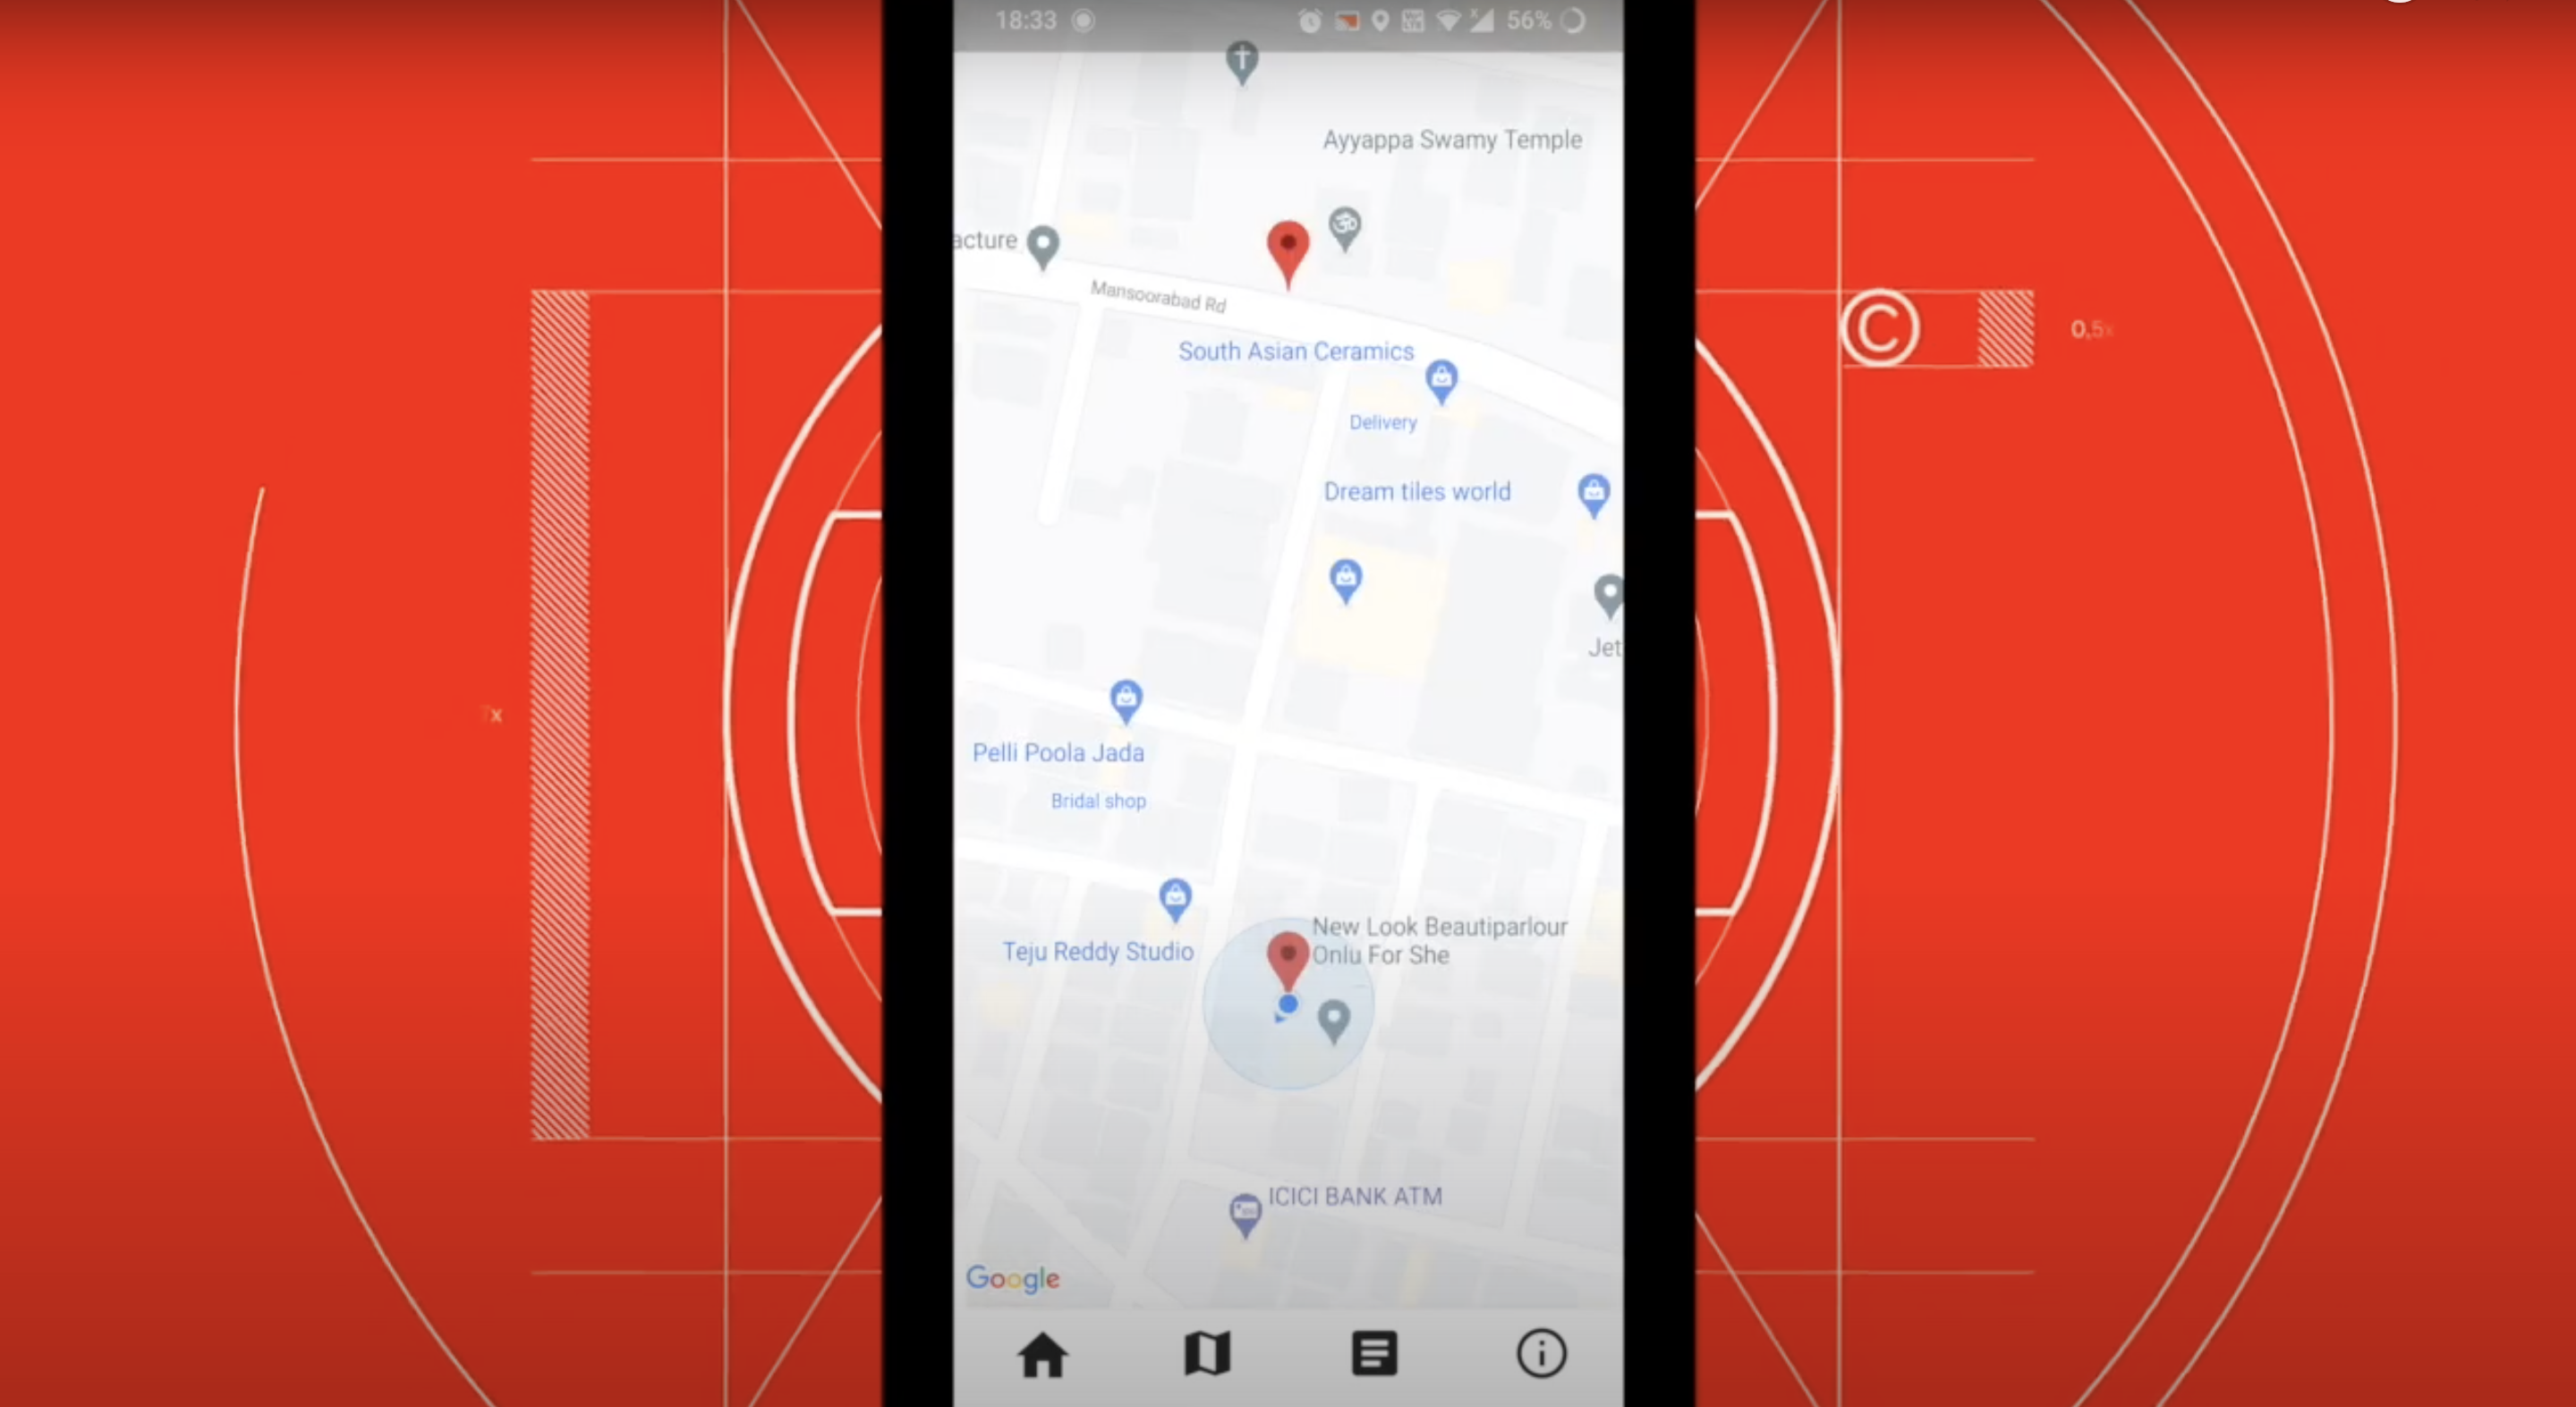 18:33
56%
Ayyappa Swamy Temple
acture
Mansoorabad Rd
©
0,5x
South Asian Ceramics
Delivery
Dream tiles world
Jet
7x
Pelli Poola Jada
Bridal shop
New Look Beautiparlour
Onlu For She
Teju Reddy Studio
ICICI BANK ATM
Google